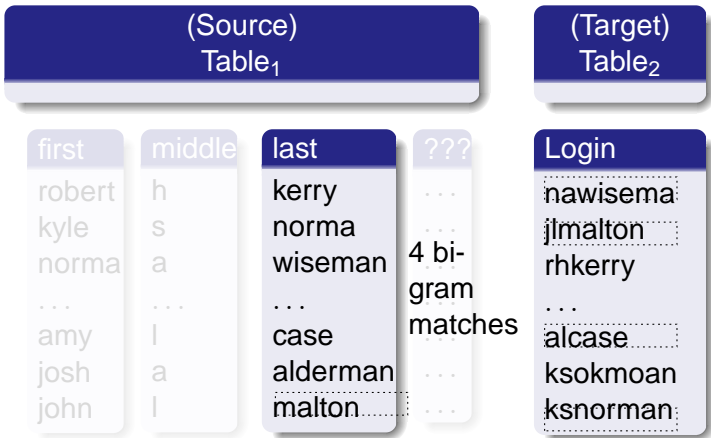 (Source)
Table₁
(Target)
Table₂
first middle last ??? Login
robert h kerry ... nawisema
kyle s norma ... jlmalton
norma a wiseman ... rhkerry
... ... ... ... ...
amy l case ... alcase
josh a alderman ... ksokmoan
john l malton ... ksnorman
4 bi-
gram
matches